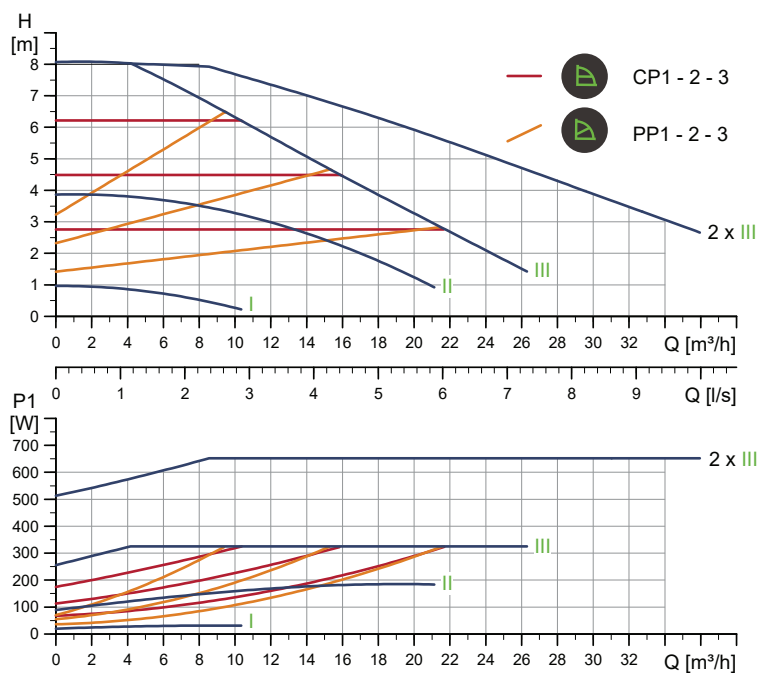 H
[m]
8
7
6
5
4
3
2
1
0
CP1 - 2 - 3
PP1 - 2 - 3
2 x III
III
II
I
0 2 4 6 8 10 12 14 16 18 20 22 24 26 28 30 32 Q [m³/h]
0 1 2 3 4 5 6 7 8 9 Q [l/s]
P1
[W]
700
600
500
400
300
200
100
0
2 x III
III
II
I
0 2 4 6 8 10 12 14 16 18 20 22 24 26 28 30 32 Q [m³/h]